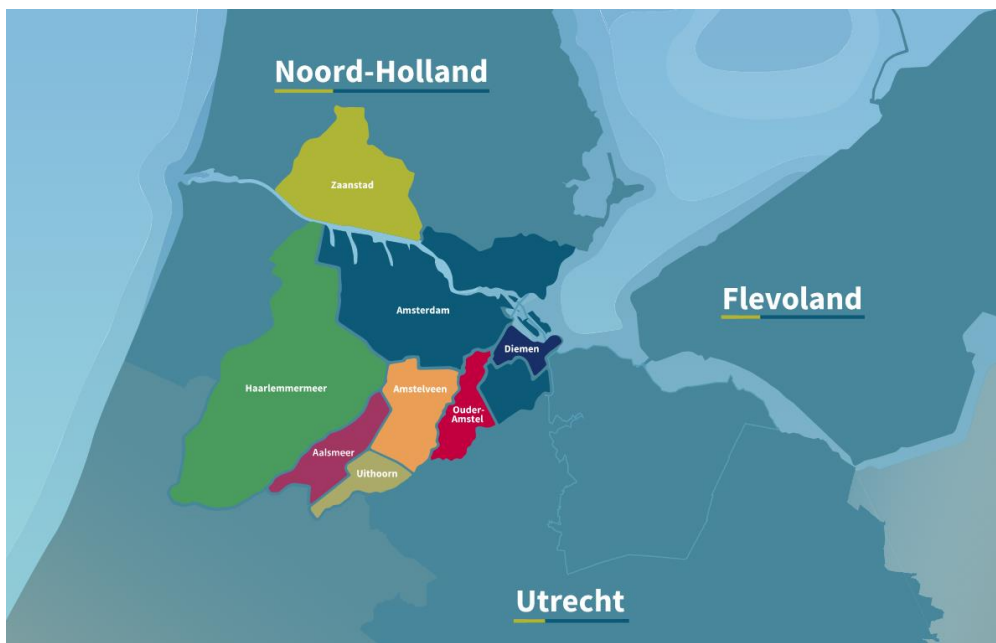 Noord-Holland
Zaanstad
Flevoland
Amsterdam
Diemen
Haarlemmermeer
Amstelveen
Ouder-
Amstel
Aalsmeer
Uithoorn
Utrecht